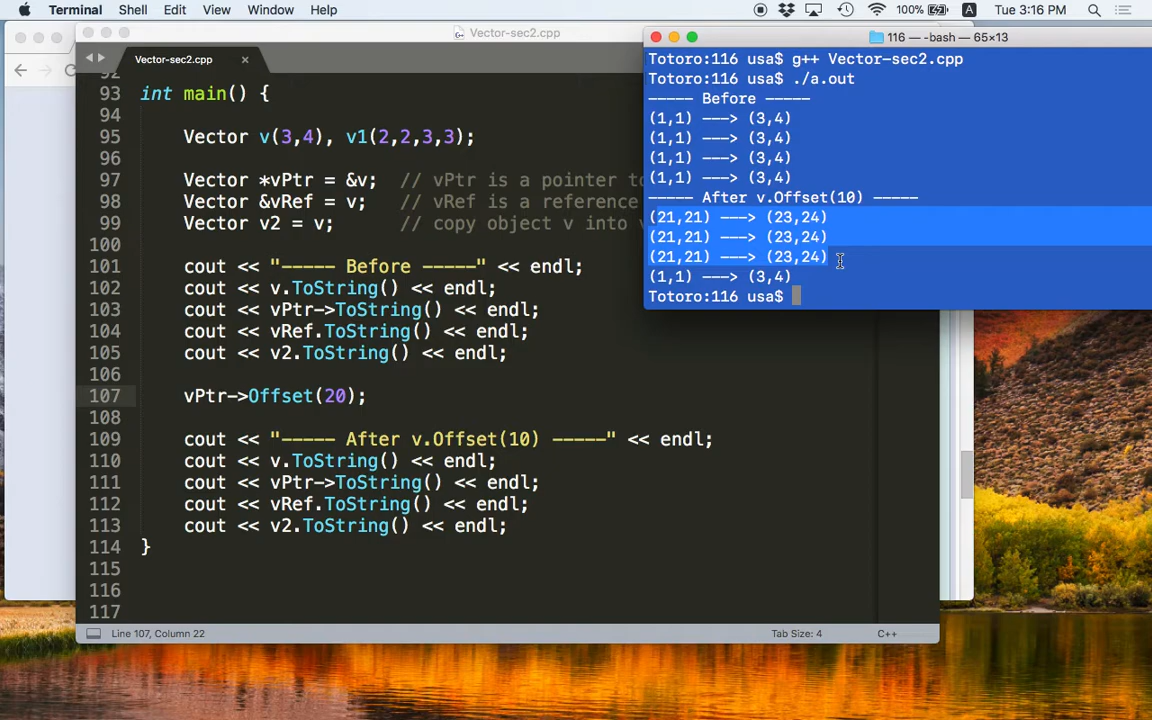 Terminal Shell Edit View Window Help 100% A Tue 3:16 PM
Vector-sec2.cpp
Vector-sec2.cpp ×
92
93 int main() {
94
95 Vector v(3,4), v1(2,2,3,3);
96
97 Vector *vPtr = &v; // vPtr is a pointer to
98 Vector &vRef = v; // vRef is a reference
99 Vector v2 = v; // copy object v into
100
101 cout << "----- Before -----" << endl;
102 cout << v.ToString() << endl;
103 cout << vPtr->ToString() << endl;
104 cout << vRef.ToString() << endl;
105 cout << v2.ToString() << endl;
106
107 vPtr->Offset(20);
108
109 cout << "----- After v.Offset(10) -----" << endl;
110 cout << v.ToString() << endl;
111 cout << vPtr->ToString() << endl;
112 cout << vRef.ToString() << endl;
113 cout << v2.ToString() << endl;
114 }
115
116
117
Line 107, Column 22 Tab Size: 4 C++
116 — -bash — 65×13
Totoro:116 usa$ g++ Vector-sec2.cpp
Totoro:116 usa$ ./a.out
----- Before -----
(1,1) ---> (3,4)
(1,1) ---> (3,4)
(1,1) ---> (3,4)
(1,1) ---> (3,4)
----- After v.Offset(10) -----
(21,21) ---> (23,24)
(21,21) ---> (23,24)
(21,21) ---> (23,24)
(1,1) ---> (3,4)
Totoro:116 usa$